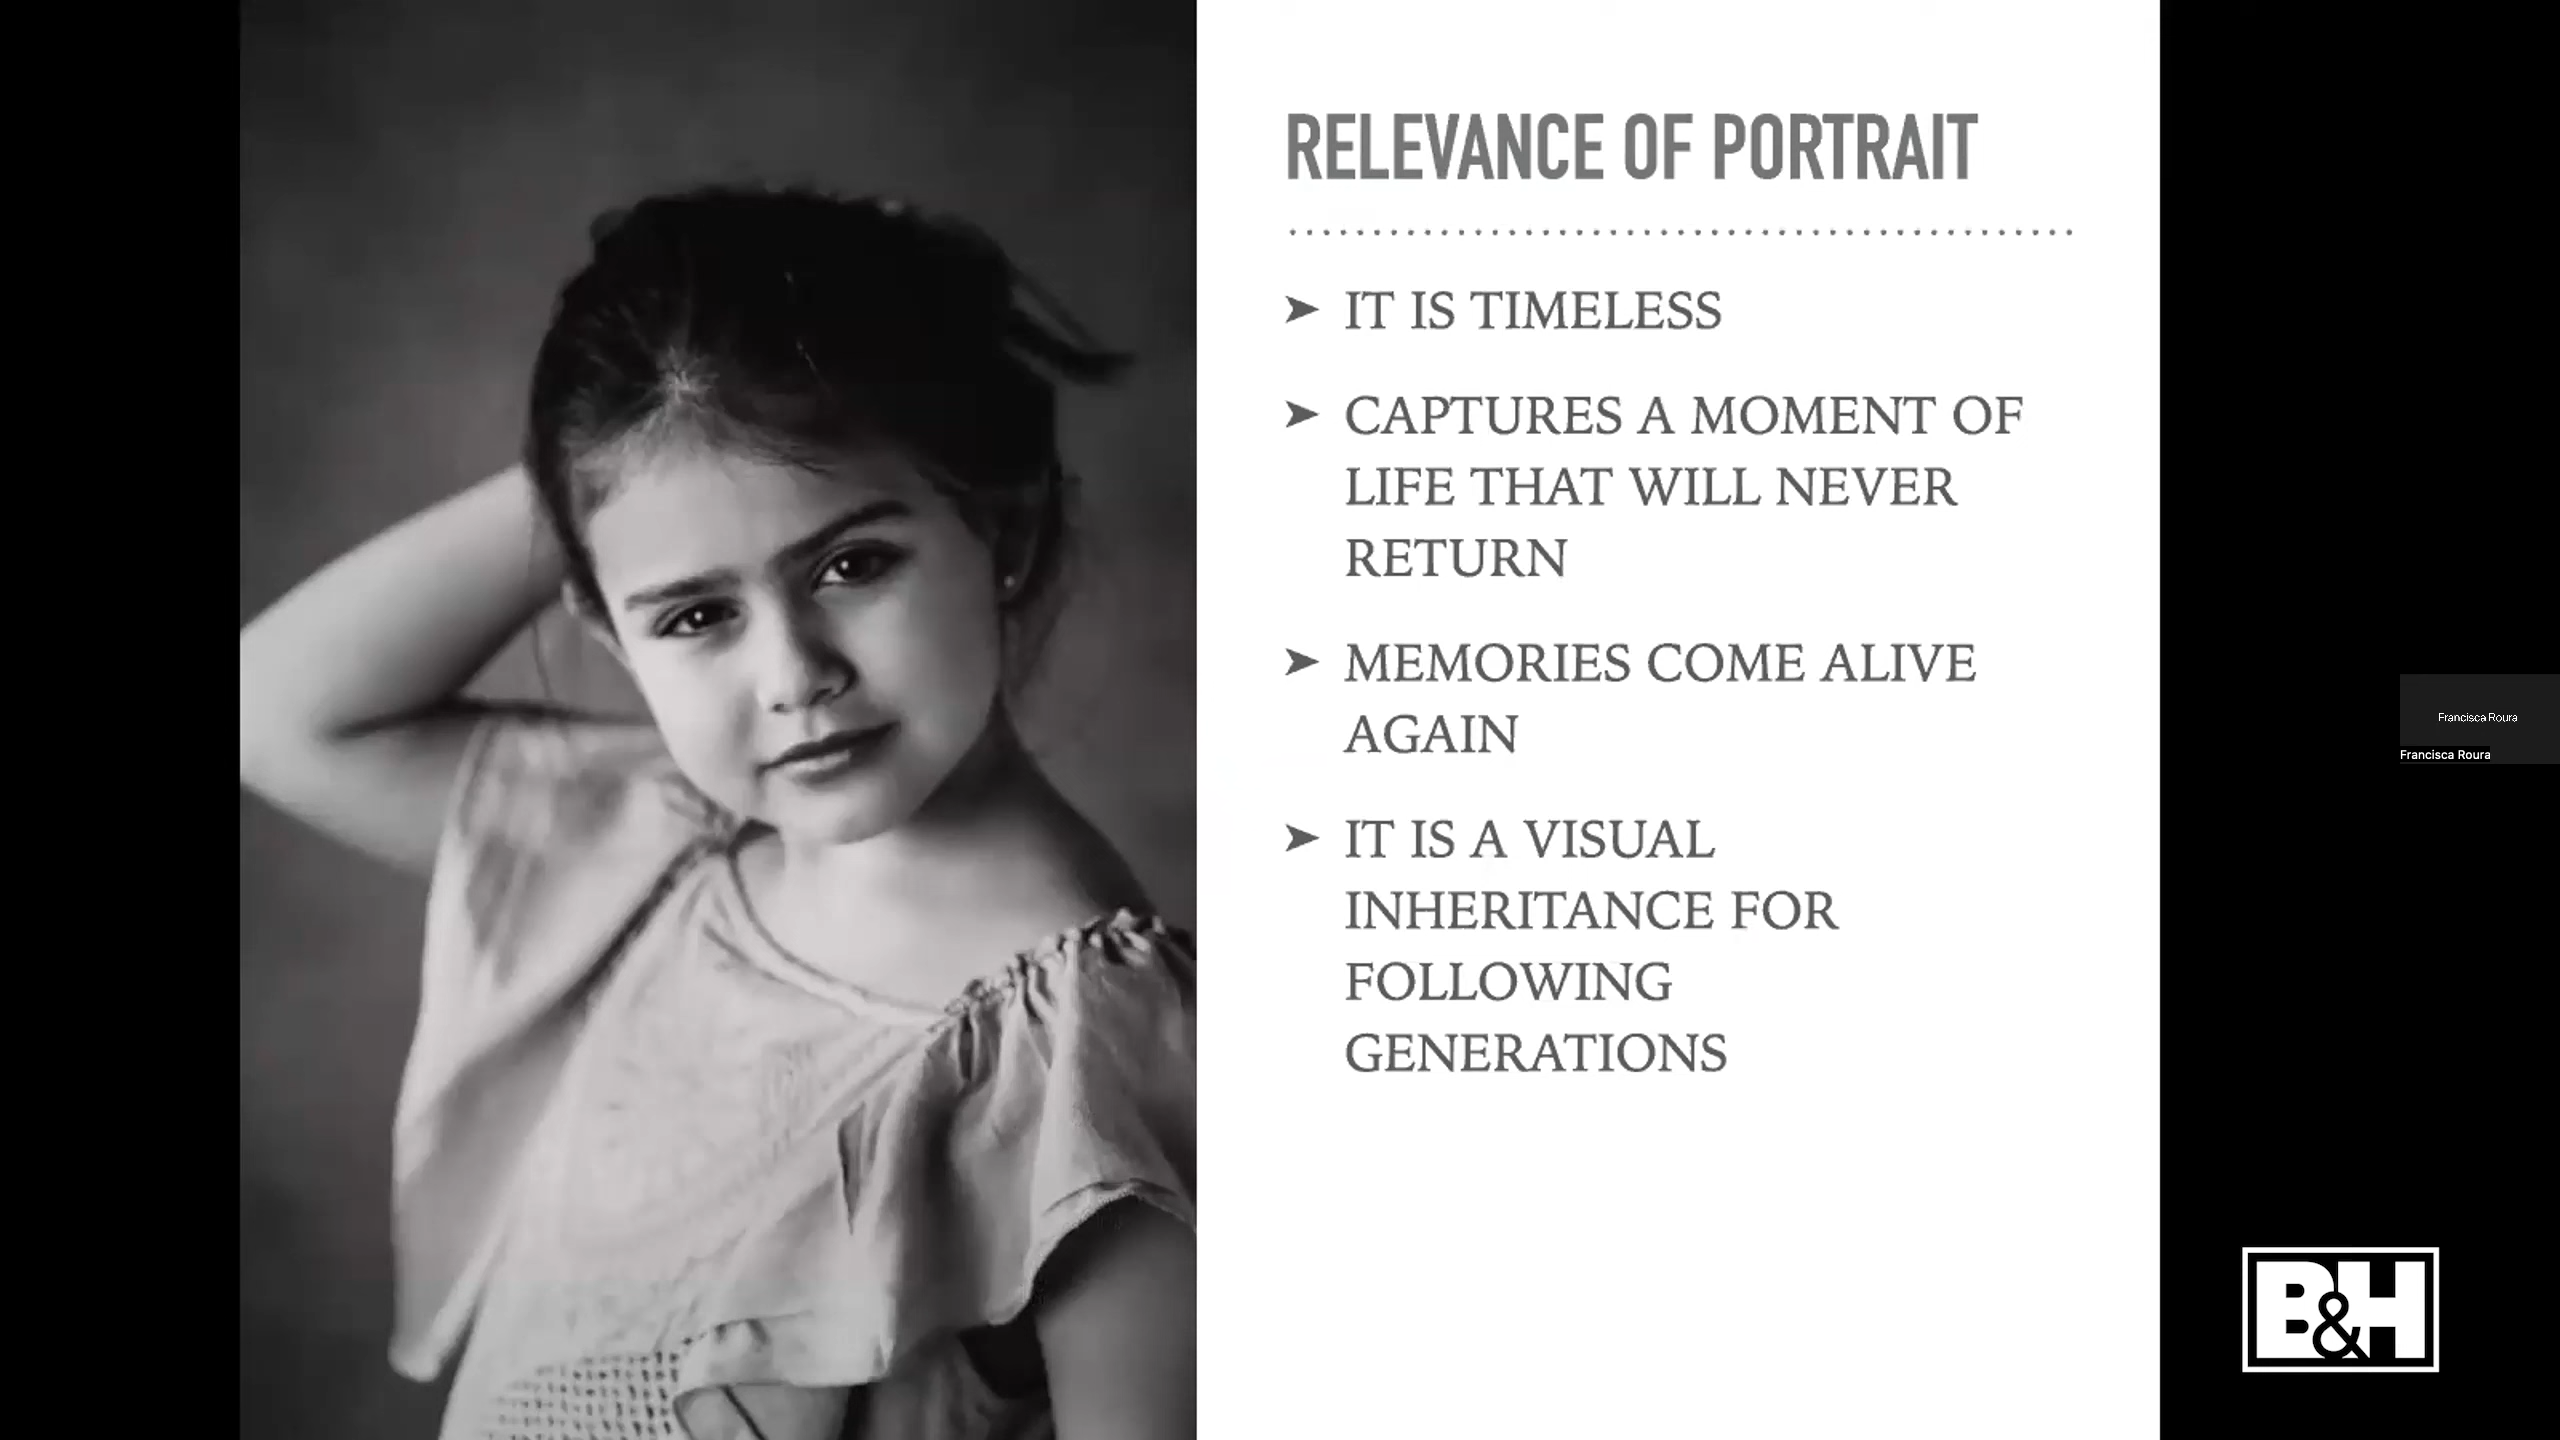 RELEVANCE OF PORTRAIT
➤ IT IS TIMELESS
➤ CAPTURES A MOMENT OF
LIFE THAT WILL NEVER
RETURN
➤ MEMORIES COME ALIVE
AGAIN
➤ IT IS A VISUAL
INHERITANCE FOR
FOLLOWING
GENERATIONS
Francisca Roura
Francisca Roura
B&H